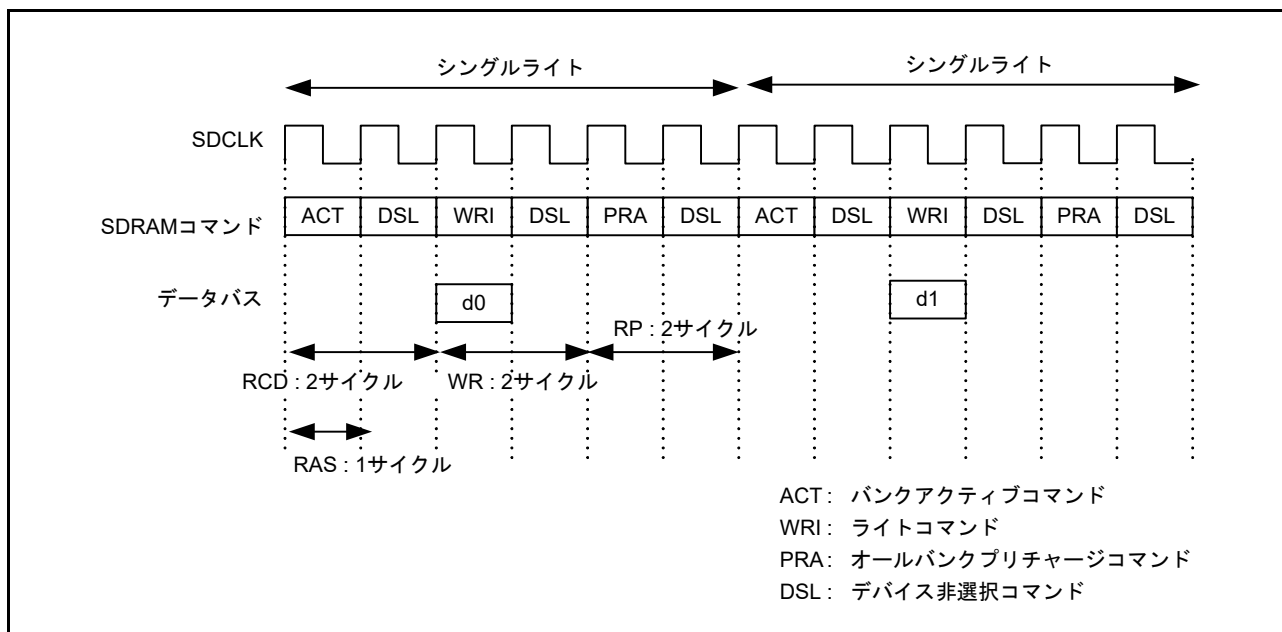 シングルライト シングルライト
SDCLK
SDRAMコマンド ACT DSL WRI DSL PRA DSL ACT DSL WRI DSL PRA DSL
データバス d0 d1
RP : 2サイクル
RCD : 2サイクル WR : 2サイクル
RAS : 1サイクル
ACT : バンクアクティブコマンド
WRI : ライトコマンド
PRA : オールバンクプリチャージコマンド
DSL : デバイス非選択コマンド